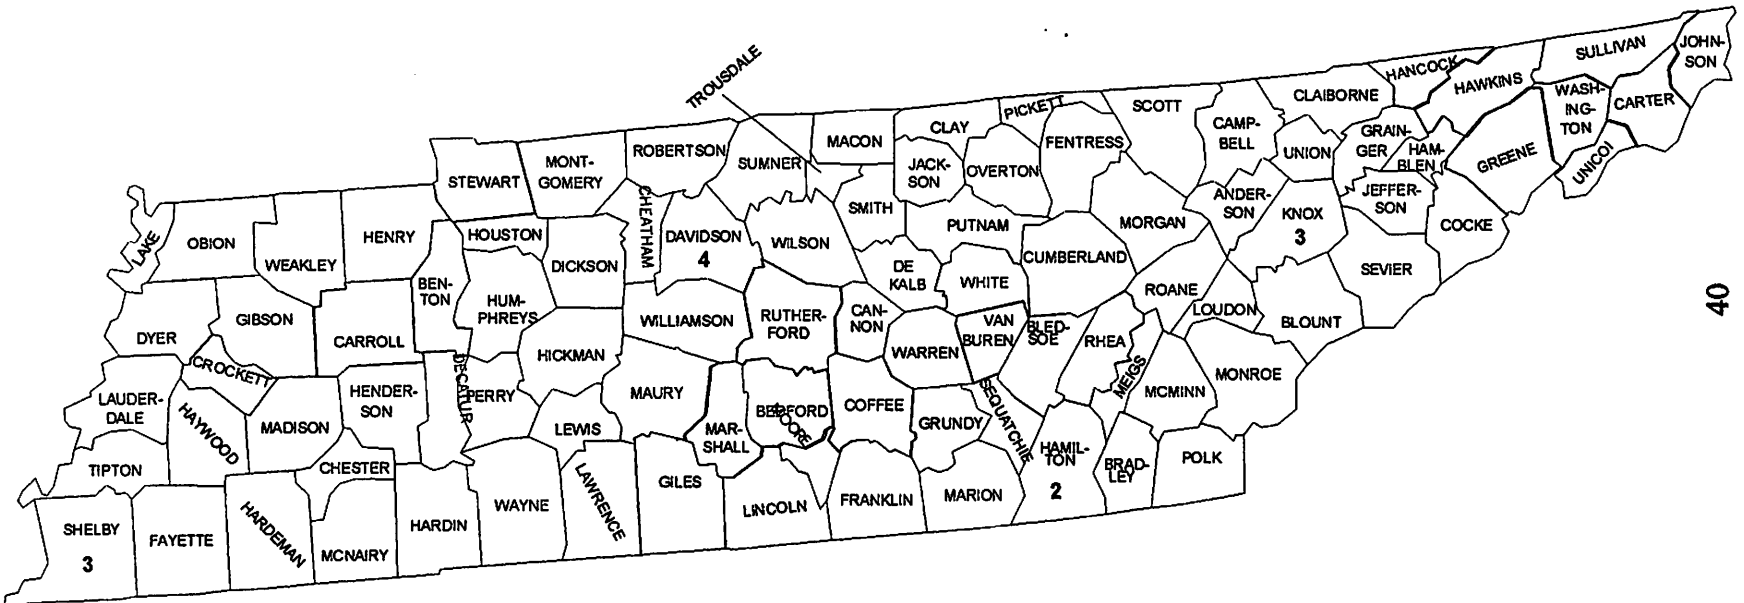 TROUSDALE
SULLIVAN
JOHN-
SON
HANCOCK
HAWKINS
CLAIBORNE
WASH-
ING-
TON
CARTER
PICKETT
SCOTT
CAMP-
BELL
UNION
GRAIN-
GER
HAM-
BLEN
GREENE
UNICOI
MACON
CLAY
FENTRESS
ROBERTSON
SUMNER
JACK-
SON
OVERTON
STEWART
MONT-
GOMERY
CHEATHAM
SMITH
ANDER-
SON
JEFFER-
SON
KNOX
3
COCKE
LAKE
OBION
WEAKLEY
HENRY
HOUSTON
DICKSON
DAVIDSON
4
WILSON
PUTNAM
MORGAN
CUMBERLAND
DE
KALB
WHITE
ROANE
LOUDON
SEVIER
BLOUNT
40
BEN-
TON
HUM-
PHREYS
DYER
GIBSON
CARROLL
WILLIAMSON
RUTHER-
FORD
CAN-
NON
WARREN
VAN
BUREN
BLED-
SOE
RHEA
MEIGS
MCMINN
MONROE
HICKMAN
CROCKETT
DECATUR
PERRY
MAURY
LAUDER-
DALE
HAYWOOD
MADISON
HENDER-
SON
LEWIS
MAR-
SHALL
BEDFORD
MOORE
COFFEE
GRUNDY
SEQUATCHIE
HAMIL-
TON
2
BRAD-
LEY
POLK
TIPTON
CHESTER
SHELBY
3
FAYETTE
HARDEMAN
MCNAIRY
HARDIN
WAYNE
LAWRENCE
GILES
LINCOLN
FRANKLIN
MARION